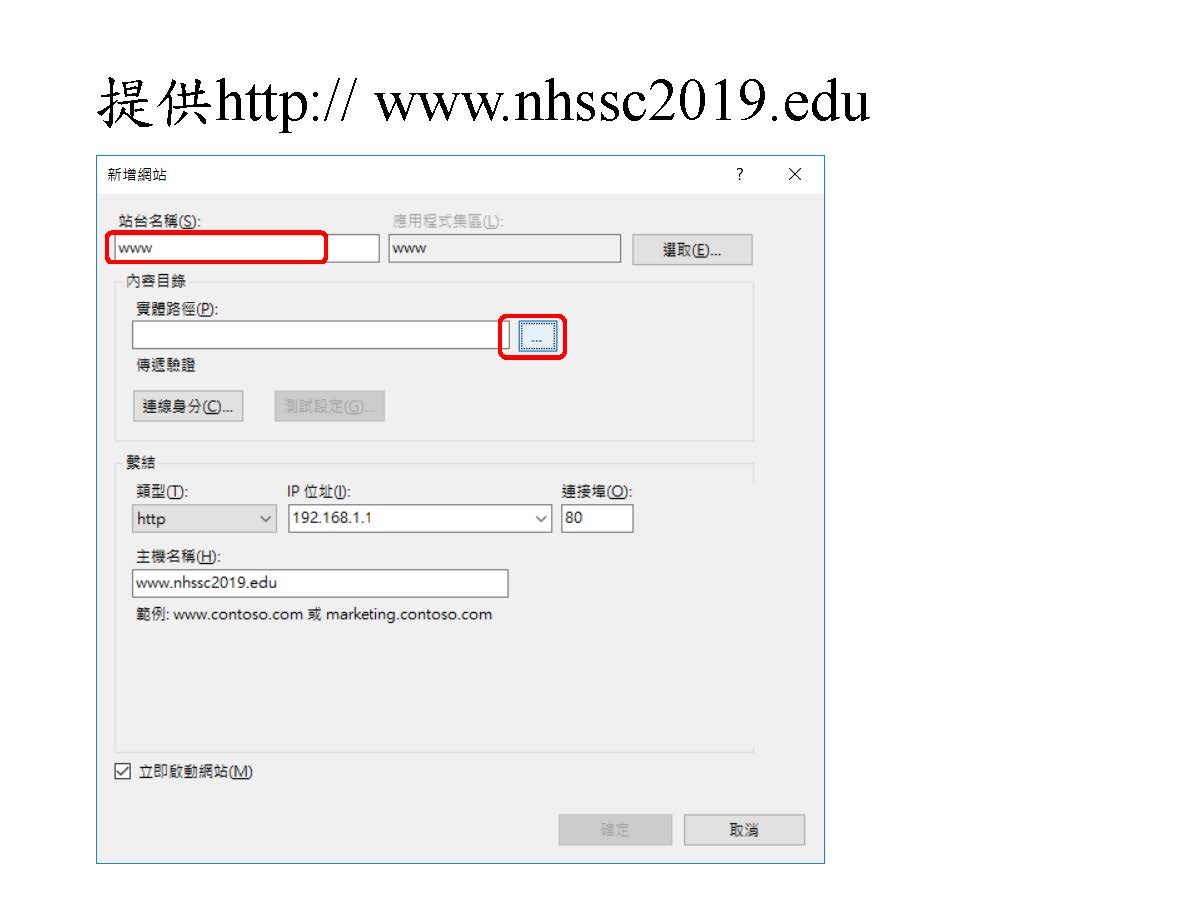 提供http:// www.nhssc2019.edu
新增網站
?
站台名稱(S):
應用程式集區(L):
www
www
選取(E)...
內容目錄
實體路徑(P):
...
傳遞驗證
連線身分(C)...
測試設定(G)...
繫結
類型(T):
IP 位址(I):
連接埠(O):
http
192.168.1.1
80
主機名稱(H):
www.nhssc2019.edu
範例: www.contoso.com 或 marketing.contoso.com
立即啟動網站(M)
確定
取消